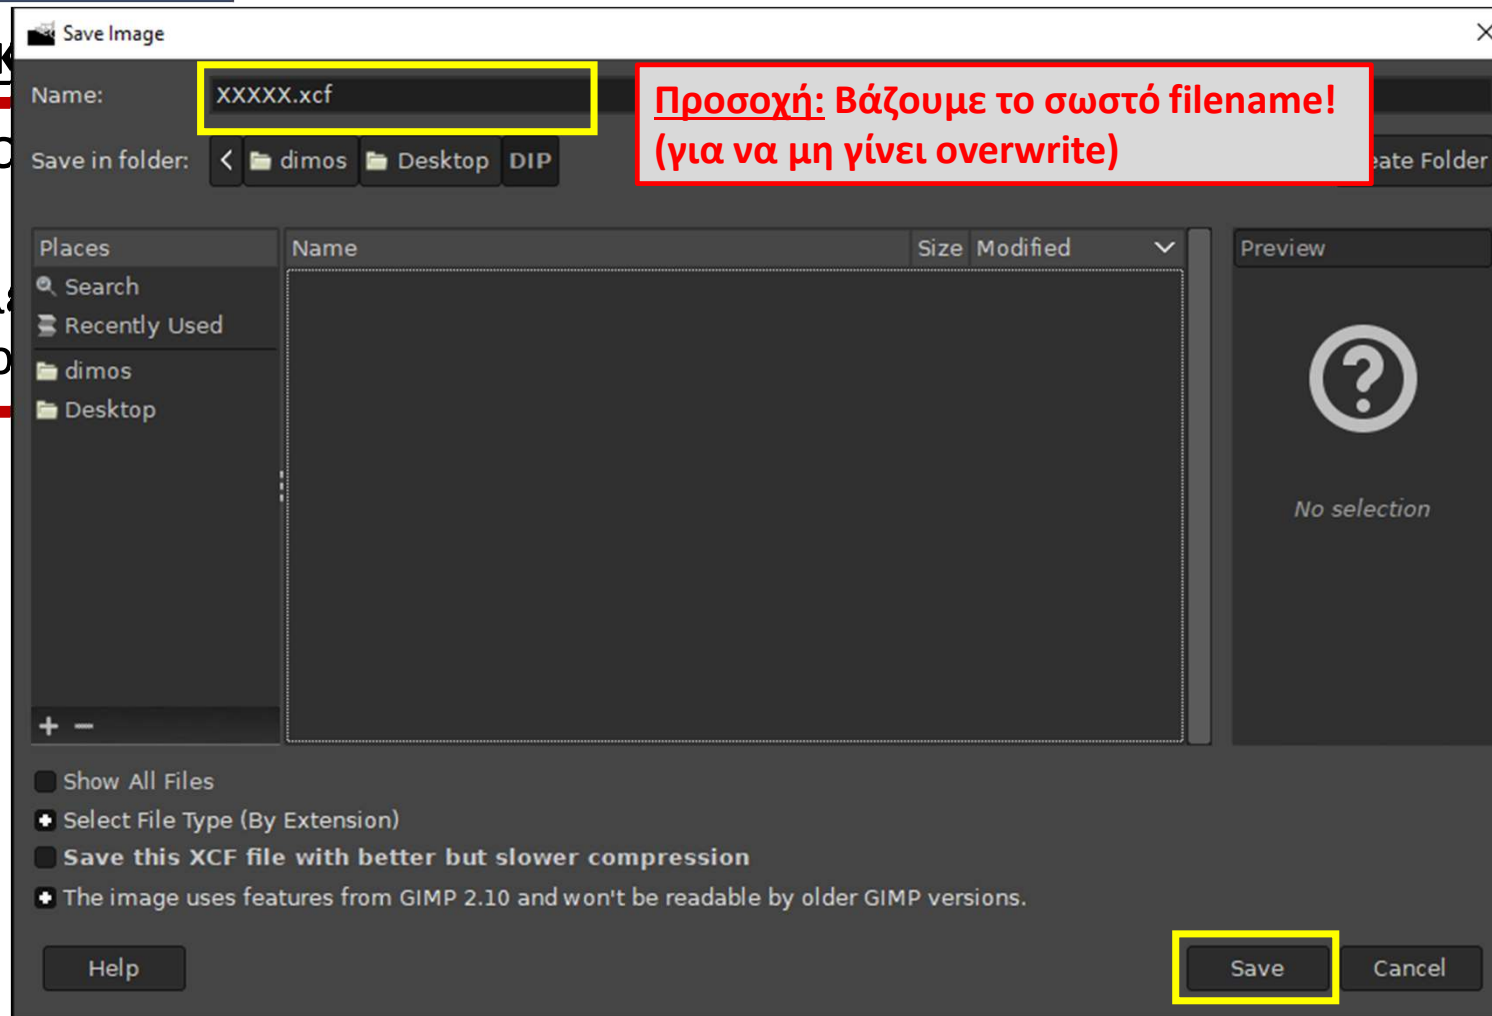 Save Image
Name: XXXXX.xcf
Προσοχή: Βάζουμε το σωστό filename!
(για να μη γίνει overwrite)
Save in folder: < dimos Desktop DIP
Folder
Places
Name Size Modified
Preview
Search
Recently Used
dimos
Desktop
No selection
Show All Files
Select File Type (By Extension)
Save this XCF file with better but slower compression
The image uses features from GIMP 2.10 and won't be readable by older GIMP versions.
Help Save Cancel